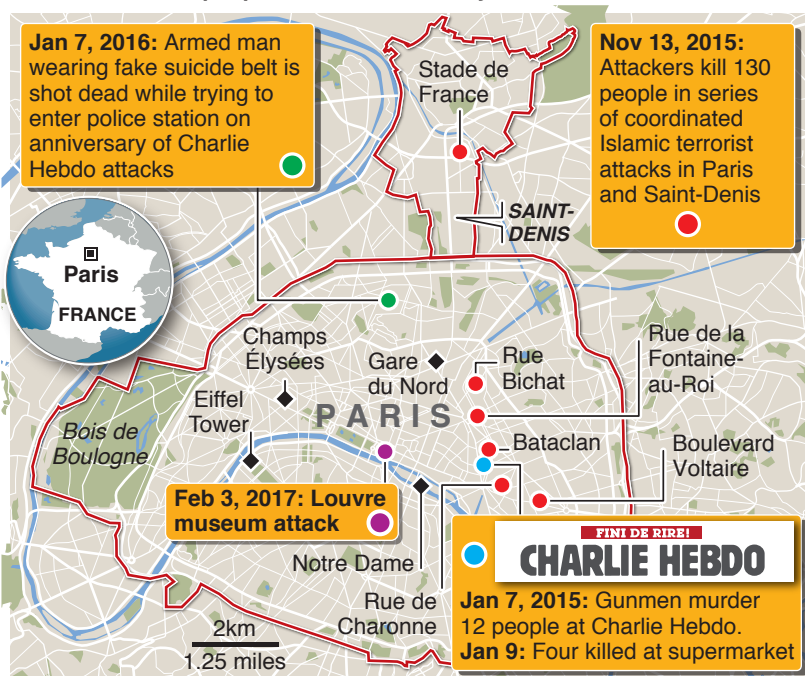 Jan 7, 2016: Armed man
wearing fake suicide belt is
shot dead while trying to
enter police station on
anniversary of Charlie
Hebdo attacks
Stade de
France
Nov 13, 2015:
Attackers kill 130
people in series
of coordinated
Islamic terrorist
attacks in Paris
and Saint-Denis
SAINT-
DENIS
Paris
FRANCE
Champs
Élysées
Gare
du Nord
Rue
Bichat
Rue de la
Fontaine-
au-Roi
Eiffel
Tower
PARIS
Bois de
Boulogne
Bataclan
Boulevard
Voltaire
Feb 3, 2017: Louvre
museum attack
Notre Dame
Rue de
Charonne
2km
1.25 miles
FINI DE RIRE!
CHARLIE HEBDO
Jan 7, 2015: Gunmen murder
12 people at Charlie Hebdo.
Jan 9: Four killed at supermarket